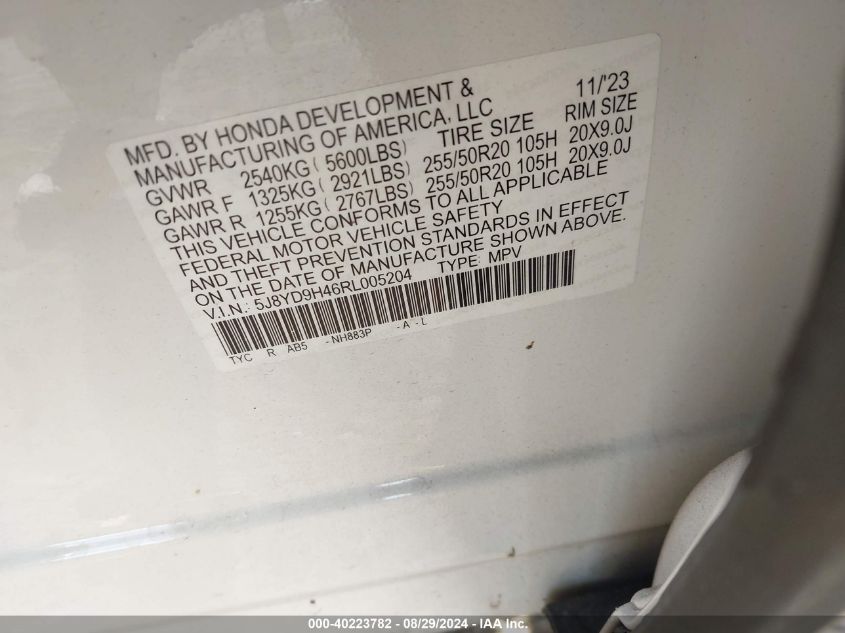 MFD. BY HONDA DEVELOPMENT & 11/'23
MANUFACTURING OF AMERICA, LLC RIM SIZE
GVWR 2540KG ( 5600LBS) TIRE SIZE
GAWR F 1325KG ( 2921LBS) 255/50R20 105H 20X9.0J
GAWR R 1255KG ( 2767LBS) 255/50R20 105H 20X9.0J
THIS VEHICLE CONFORMS TO ALL APPLICABLE
FEDERAL MOTOR VEHICLE SAFETY
AND THEFT PREVENTION STANDARDS IN EFFECT
ON THE DATE OF MANUFACTURE SHOWN ABOVE.
V.I.N.: 5J8YD9H46RL005204 TYPE: MPV
TYC R AB5 -NH883P -A -L
000-40223782 - 08/29/2024 - IAA Inc.